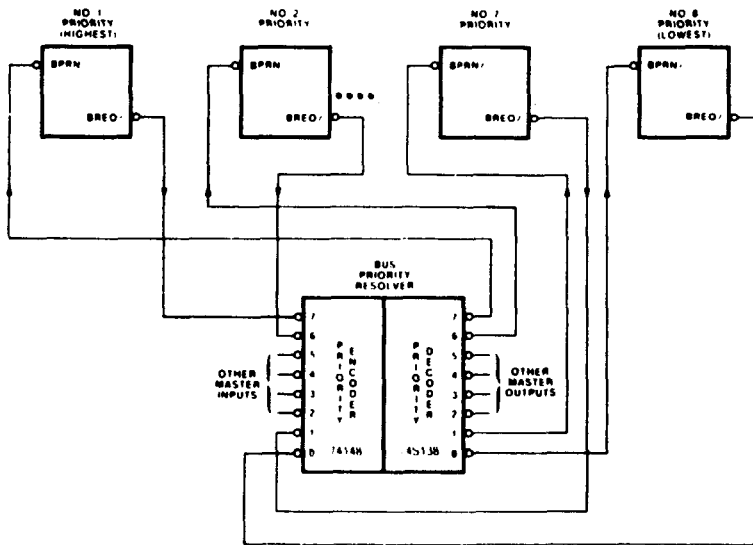 NO. 1
PRIORITY
(HIGHEST)
NO. 2
PRIORITY
NO. 7
PRIORITY
NO. 8
PRIORITY
(LOWEST)
BPRN
BREQ/
BPRN
BREQ/
BPRN/
BREQ/
BPRN/
BREQ/
BUS
PRIORITY
RESOLVER
7
6
5
4
3
2
1
0
OTHER
MASTER
INPUTS
PRIORITY
ENCODER
74148
PRIORITY
DECODER
4S138
7
6
5
4
3
2
1
0
OTHER
MASTER
OUTPUTS